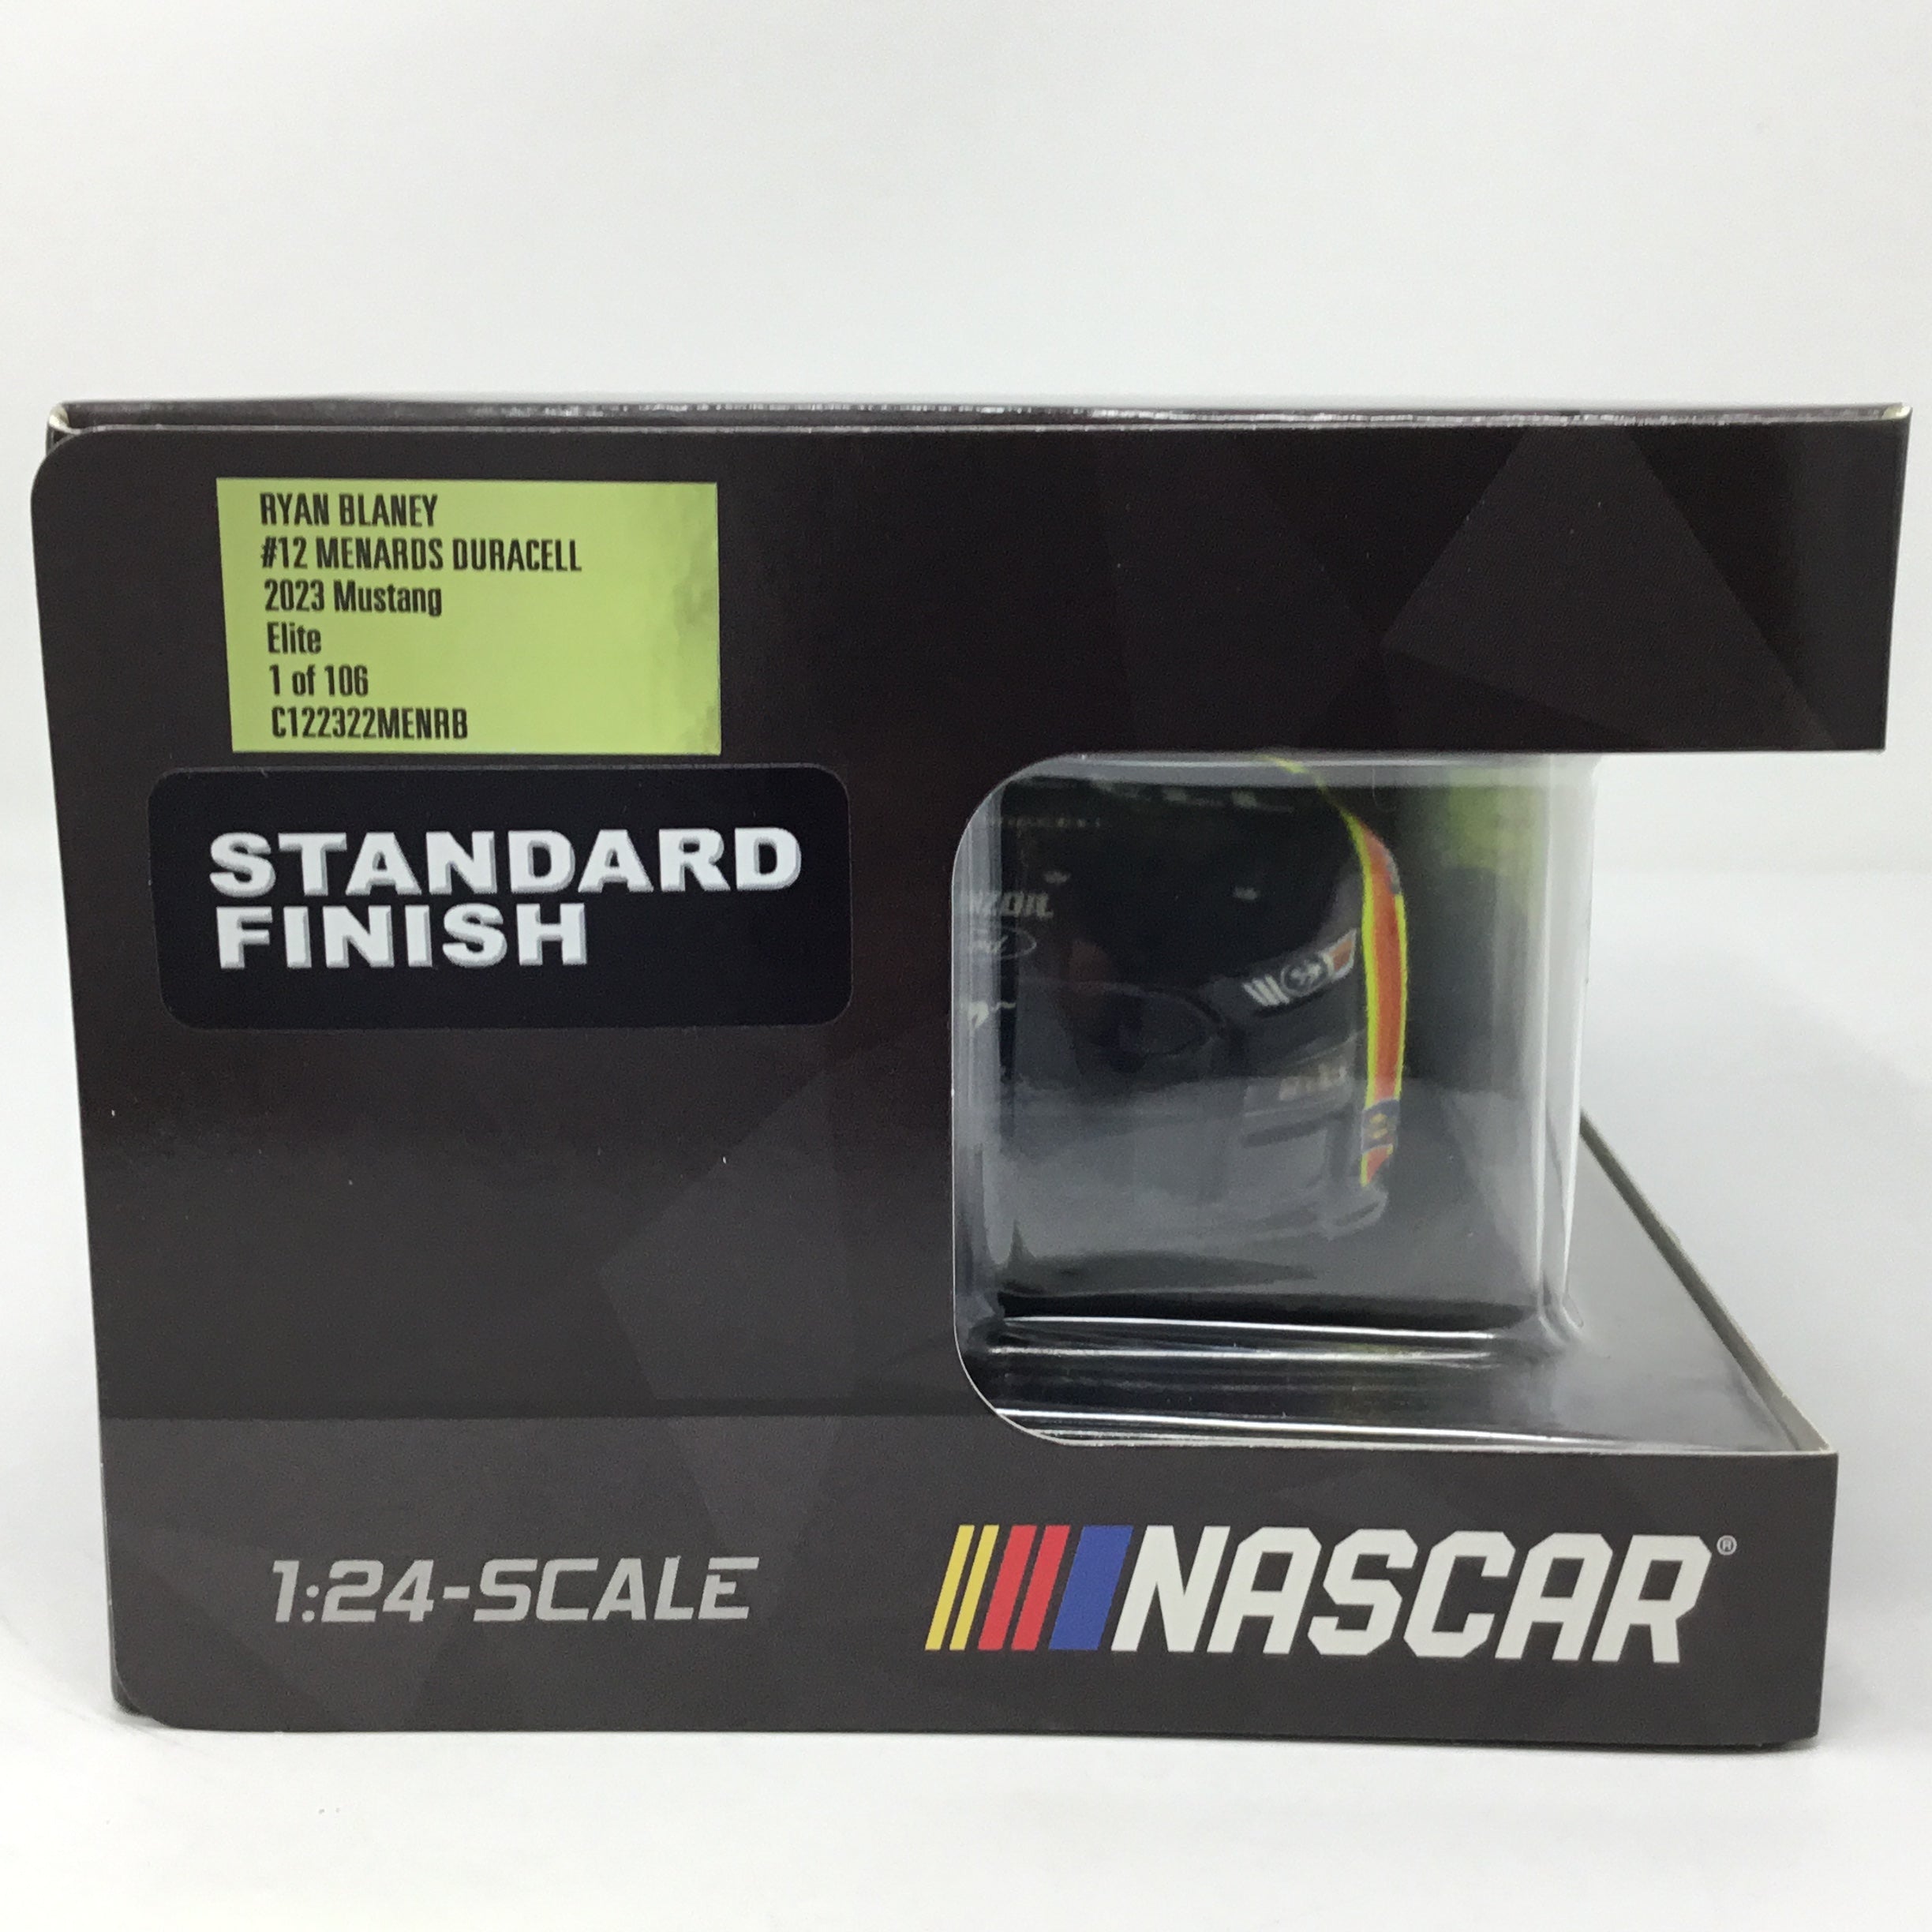 RYAN BLANEY
#12 MENARDS DURACELL
2023 Mustang
Elite
1 of 106
C122322MENRB
STANDARD
FINISH
1:24-SCALE
NASCAR®